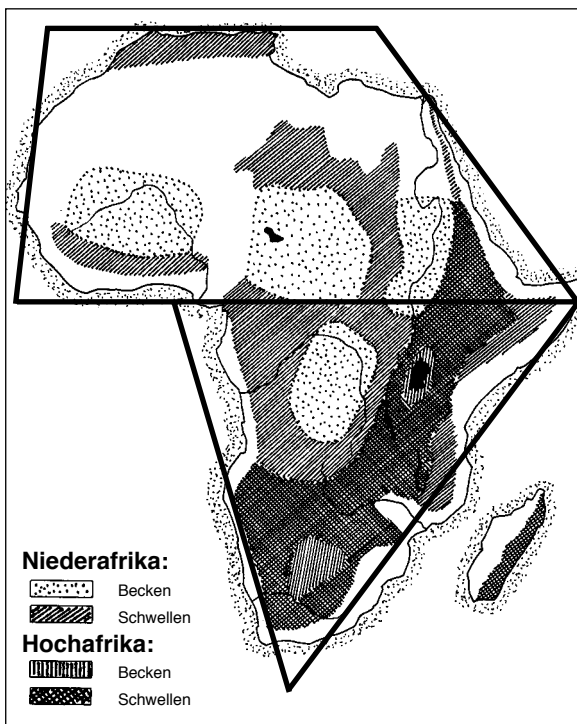 Niederafrika:
Becken
Schwellen
Hochafrika:
Becken
Schwellen